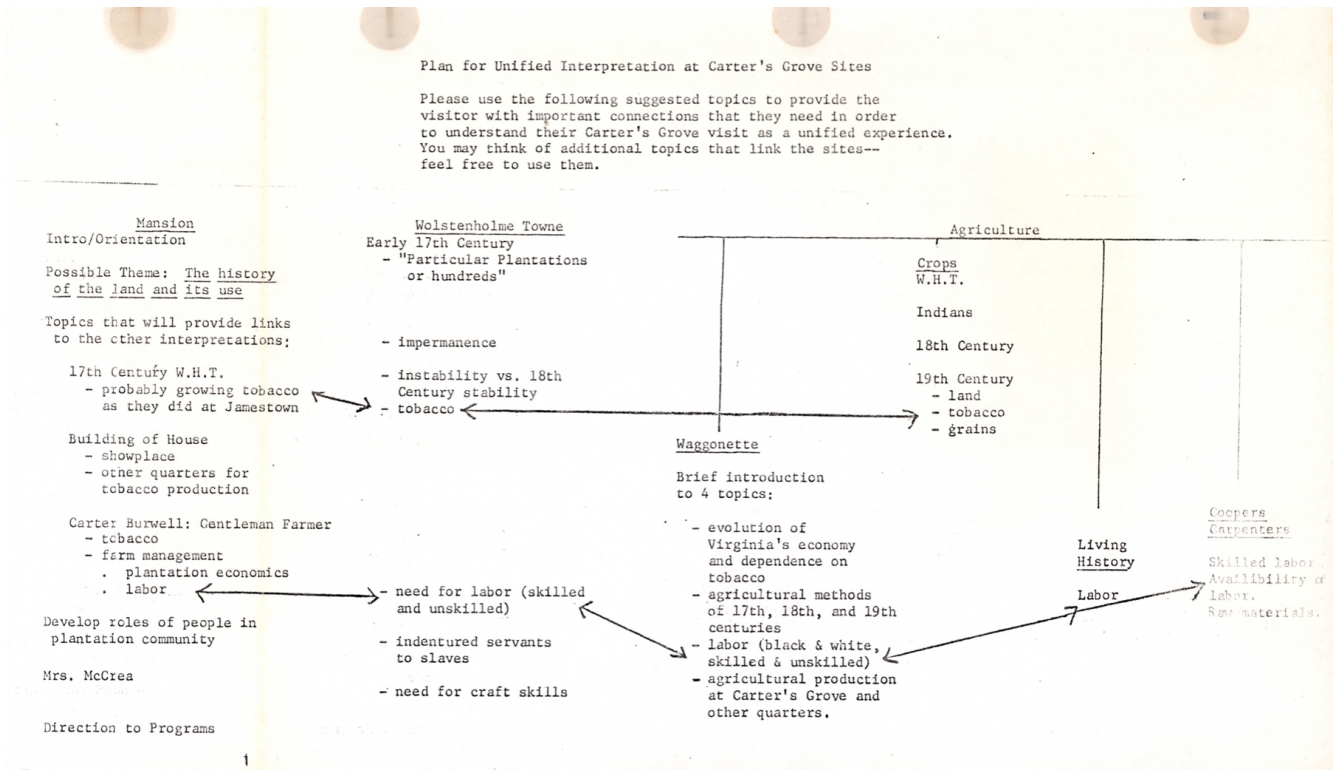 Plan for Unified Interpretation at Carter's Grove Sites
Please use the following suggested topics to provide the
visitor with important connections that they need in order
to understand their Carter's Grove visit as a unified experience.
You may think of additional topics that link the sites--
feel free to use them.
Mansion
Intro/Orientation
Possible Theme: The history
of the land and its use
Topics that will provide links
to the other interpretations:
17th Century W.H.T.
- probably growing tobacco
as they did at Jamestown
Building of House
- showplace
- other quarters for
tobacco production
Carter Burwell: Gentleman Farmer
- tobacco
- farm management
. plantation economics
. labor
Develop roles of people in
plantation community
Mrs. McCrea
Direction to Programs
1
Wolstenholme Towne
Early 17th Century
- "Particular Plantations
or hundreds"
- impermanence
- instability vs. 18th
Century stability
- tobacco
- need for labor (skilled
and unskilled)
- indentured servants
to slaves
- need for craft skills
Agriculture
Waggonette
Brief introduction
to 4 topics:
- evolution of
Virginia's economy
and dependence on
tobacco
- agricultural methods
of 17th, 18th, and 19th
centuries
- labor (black & white,
skilled & unskilled)
- agricultural production
at Carter's Grove and
other quarters.
Crops
W.H.T.
Indians
18th Century
19th Century
- land
- tobacco
- grains
Living
History
Labor
Coopers
Carpenters
Skilled labor.
Availibility of
labor.
Raw materials.